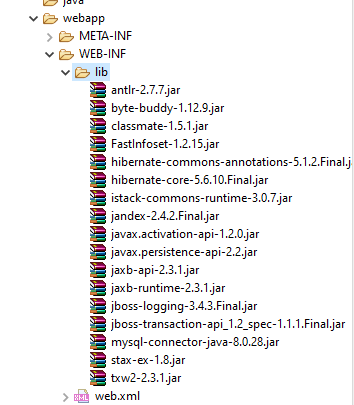 java
webapp
META-INF
WEB-INF
lib
antlr-2.7.7.jar
byte-buddy-1.12.9.jar
classmate-1.5.1.jar
FastInfoset-1.2.15.jar
hibernate-commons-annotations-5.1.2.Final.j
hibernate-core-5.6.10.Final.jar
istack-commons-runtime-3.0.7.jar
jandex-2.4.2.Final.jar
javax.activation-api-1.2.0.jar
javax.persistence-api-2.2.jar
jaxb-api-2.3.1.jar
jaxb-runtime-2.3.1.jar
jboss-logging-3.4.3.Final.jar
jboss-transaction-api_1.2_spec-1.1.1.Final.jar
mysql-connector-java-8.0.28.jar
stax-ex-1.8.jar
txw2-2.3.1.jar
web.xml